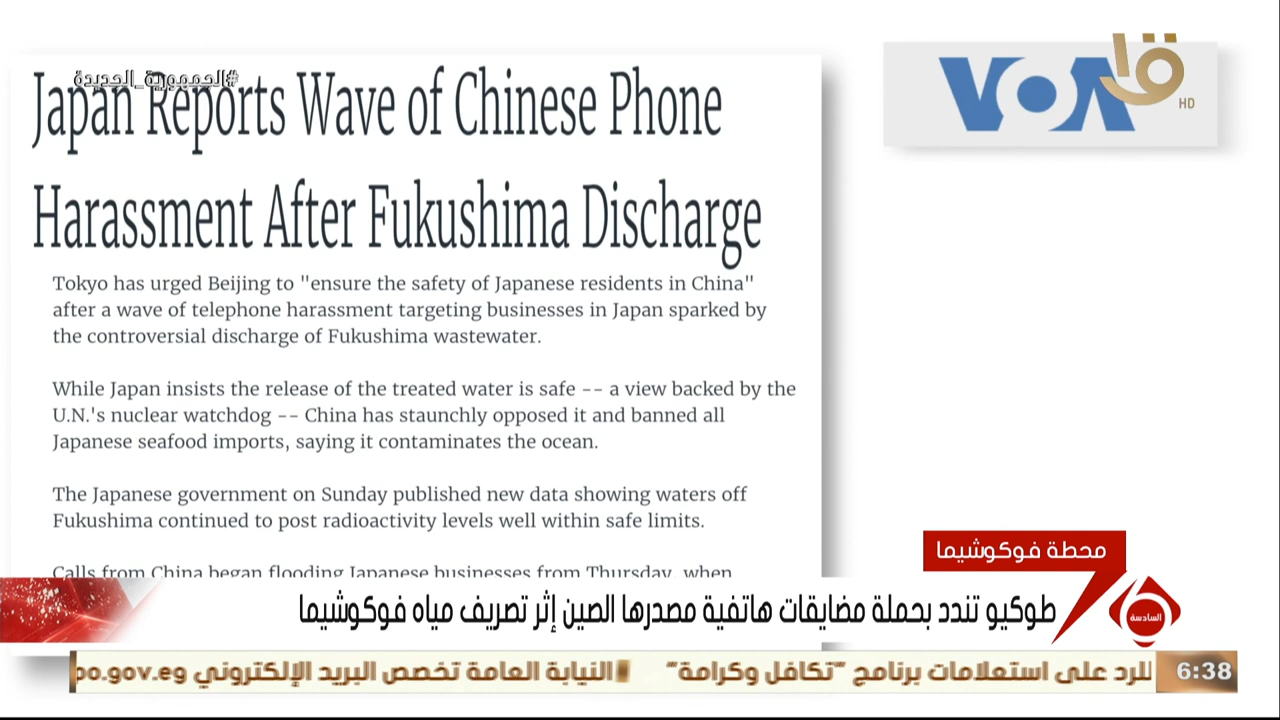 #الجمهورية_الجديدة
VOA
HD
Japan Reports Wave of Chinese Phone
Harassment After Fukushima Discharge
Tokyo has urged Beijing to "ensure the safety of Japanese residents in China"
after a wave of telephone harassment targeting businesses in Japan sparked by
the controversial discharge of Fukushima wastewater.
While Japan insists the release of the treated water is safe -- a view backed by the
U.N.'s nuclear watchdog -- China has staunchly opposed it and banned all
Japanese seafood imports, saying it contaminates the ocean.
The Japanese government on Sunday published new data showing waters off
Fukushima continued to post radioactivity levels well within safe limits.
Calls from China began flooding Japanese businesses from Thursday, when
محطة فوكوشيما
طوكيو تندد بحملة مضايقات هاتفية مصدرها الصين إثر تصريف مياه فوكوشيما
السادسة
للرد على استعلامات برنامج "تكافل وكرامة" النيابة العامة تخصص البريد الإلكتروني po.gov.eg
6:38